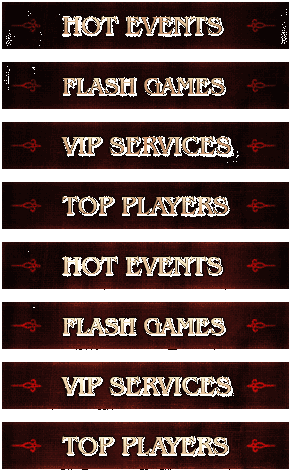 HOT EVENTS
FLASH GAMES
VIP SERVICES
TOP PLAYERS
HOT EVENTS
FLASH GAMES
VIP SERVICES
TOP PLAYERS